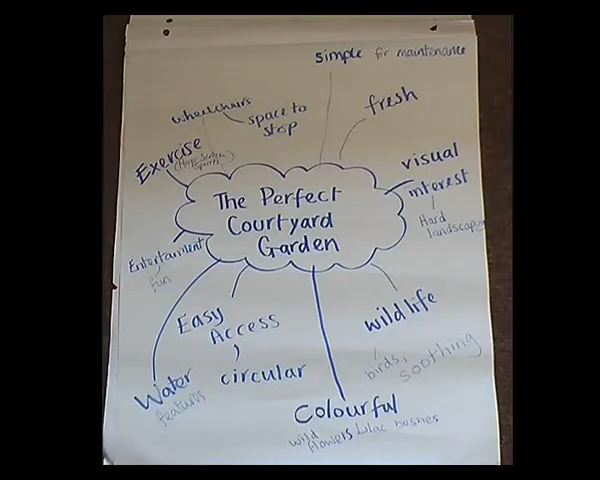 simple for maintenance
wheelchairs
space to
stop
fresh
Exercise
visual
interest
Hard
landscaping
The Perfect
Courtyard
Garden
Entertainment
fun
Easy
Access
circular
wildlife
birds,
soothing
Water
features
Colourful
wild
flowers Lilac bushes